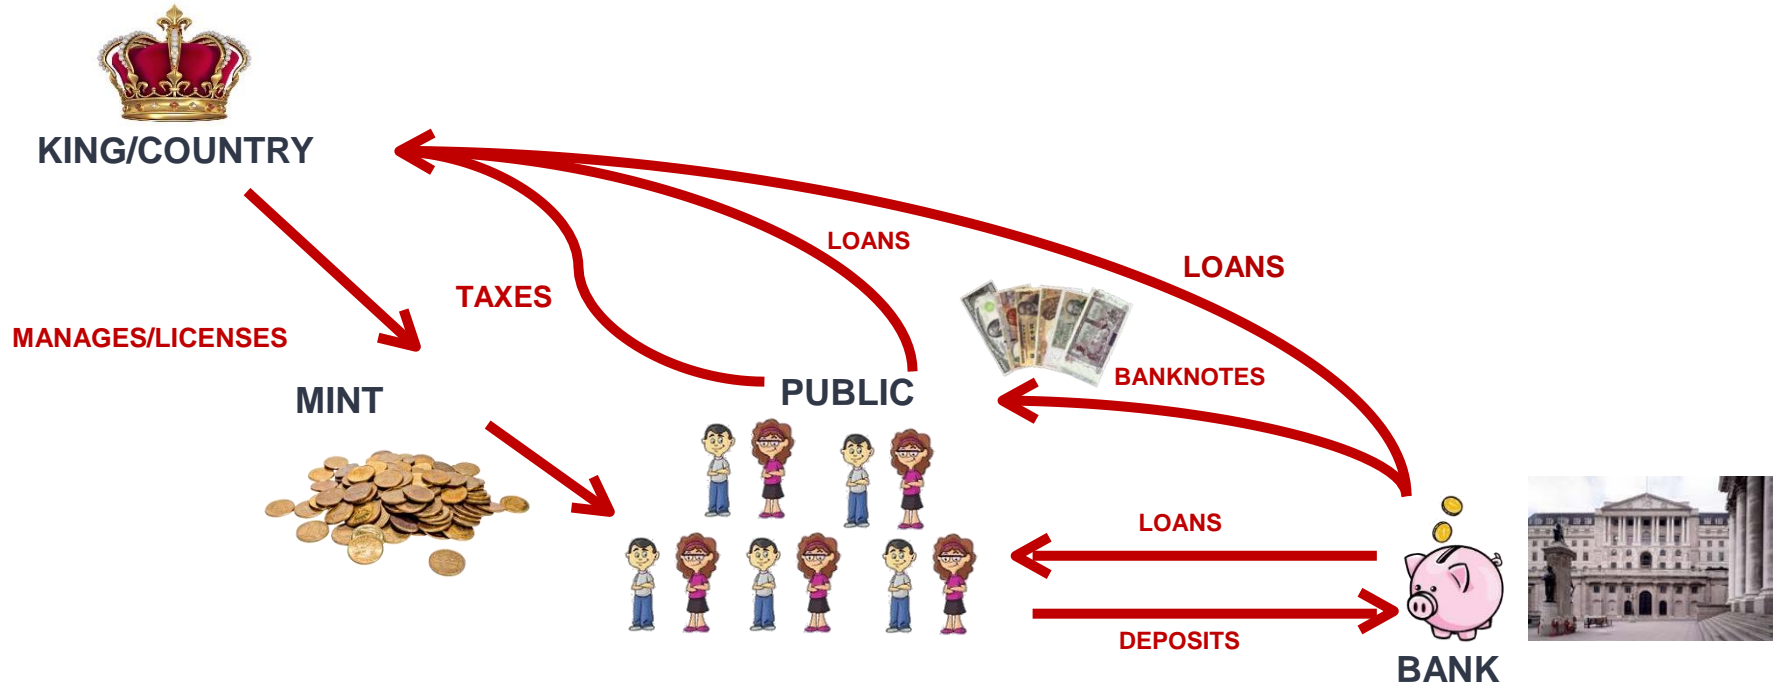 KING/COUNTRY
LOANS
LOANS
TAXES
MANAGES/LICENSES
BANKNOTES
MINT
PUBLIC
LOANS
DEPOSITS
BANK